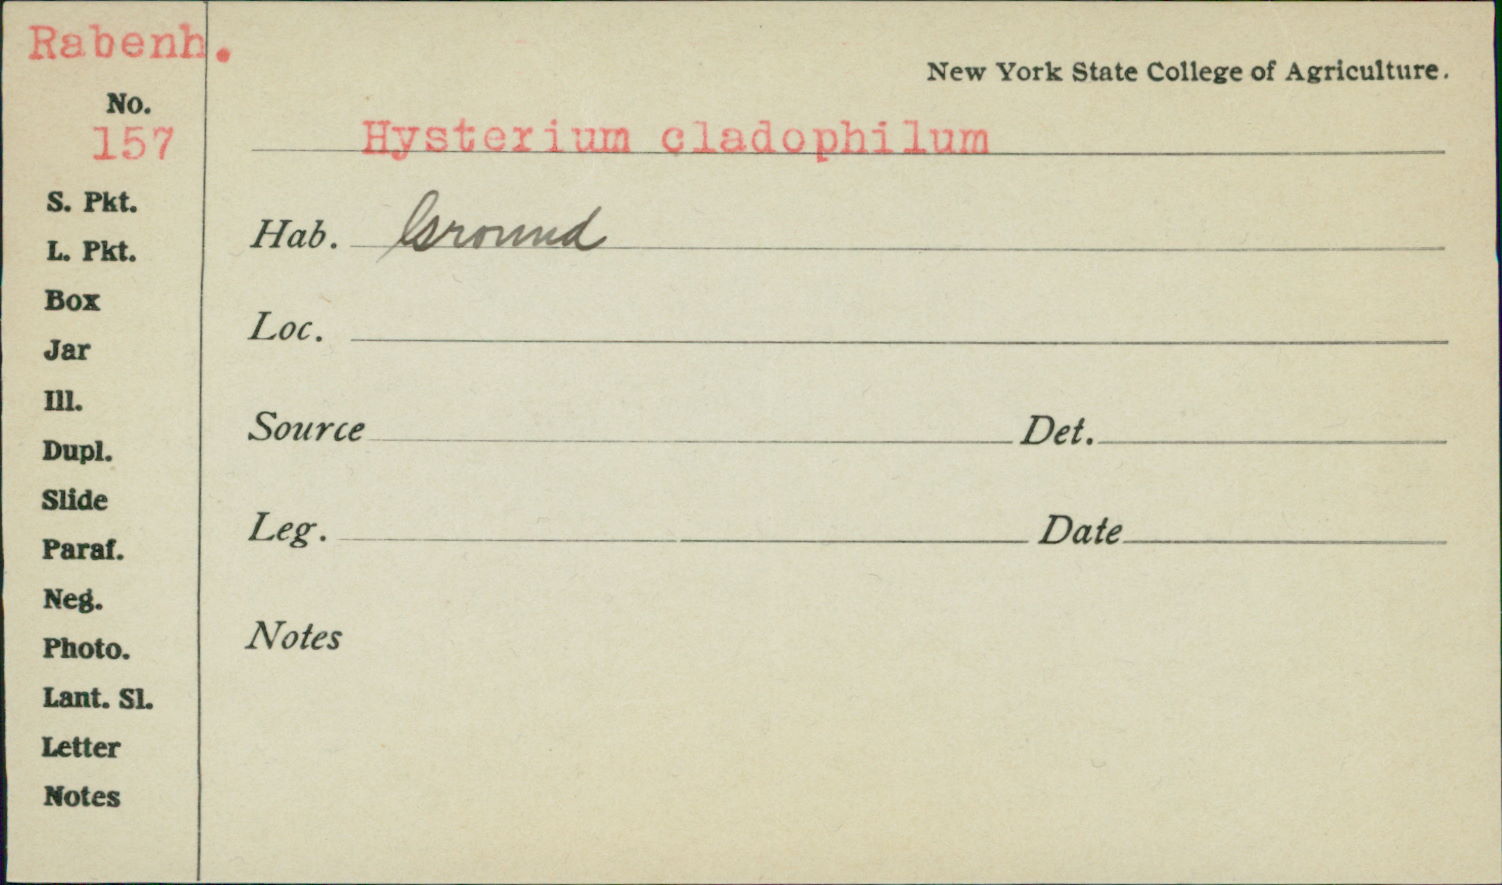 Rabenh.
No.
157
S. Pkt.
L. Pkt.
Box
Jar
Ill.
Dupl.
Slide
Paraf.
Neg.
Photo.
Lant. Sl.
Letter
Notes
New York State College of Agriculture.
Hysterium cladophilum
Hab. Ground
Loc.
Source Det.
Leg. Date
Notes